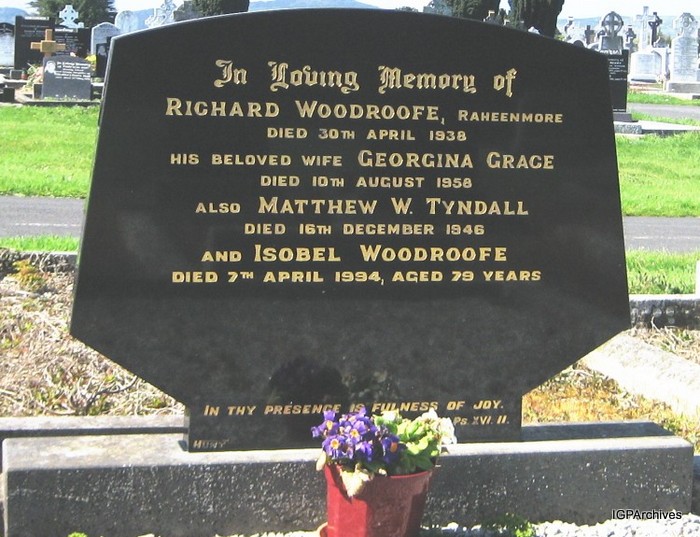 In Loving Memory of
RICHARD WOODROOFE, RAHEENMORE
DIED 30TH APRIL 1938
HIS BELOVED WIFE GEORGINA GRACE
DIED 10TH AUGUST 1958
ALSO MATTHEW W. TYNDALL
DIED 16TH DECEMBER 1946
AND ISOBEL WOODROOFE
DIED 7TH APRIL 1994, AGED 79 YEARS
IN THY PRESENCE IS FULNESS OF JOY.
PS. XVI. II.
HUNT
IGPArchives